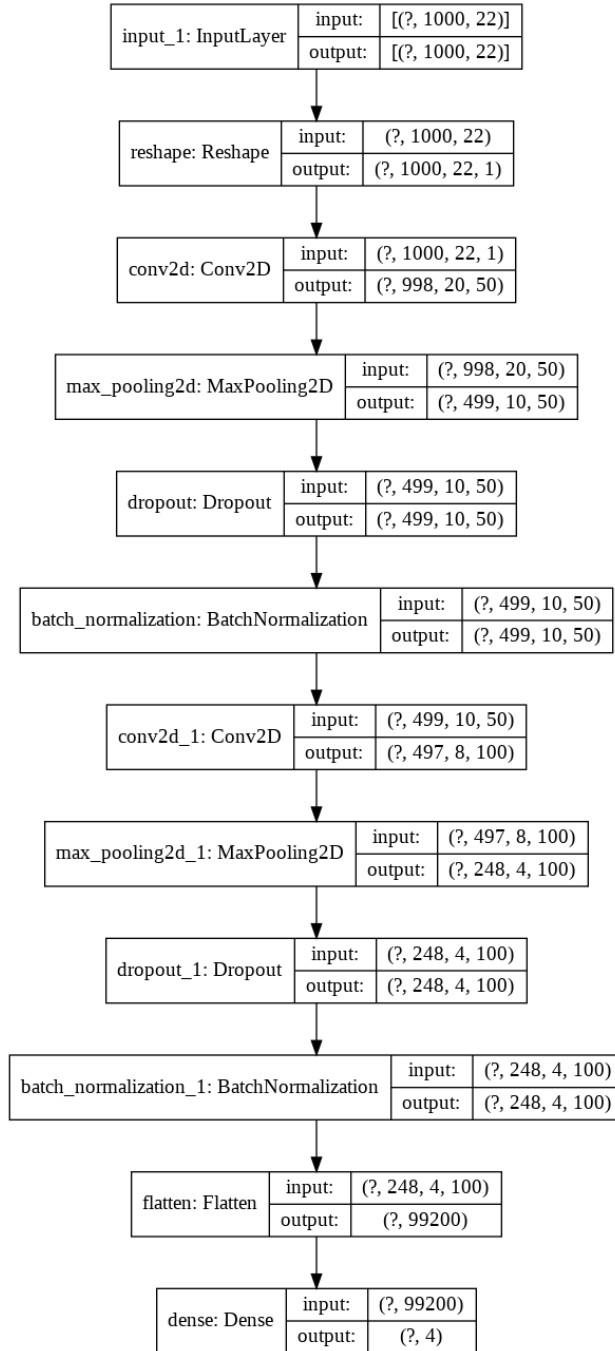 input_1: InputLayer
input: [(?, 1000, 22)]
output: [(?, 1000, 22)]
reshape: Reshape
input: (?, 1000, 22)
output: (?, 1000, 22, 1)
conv2d: Conv2D
input: (?, 1000, 22, 1)
output: (?, 998, 20, 50)
max_pooling2d: MaxPooling2D
input: (?, 998, 20, 50)
output: (?, 499, 10, 50)
dropout: Dropout
input: (?, 499, 10, 50)
output: (?, 499, 10, 50)
batch_normalization: BatchNormalization
input: (?, 499, 10, 50)
output: (?, 499, 10, 50)
conv2d_1: Conv2D
input: (?, 499, 10, 50)
output: (?, 497, 8, 100)
max_pooling2d_1: MaxPooling2D
input: (?, 497, 8, 100)
output: (?, 248, 4, 100)
dropout_1: Dropout
input: (?, 248, 4, 100)
output: (?, 248, 4, 100)
batch_normalization_1: BatchNormalization
input: (?, 248, 4, 100)
output: (?, 248, 4, 100)
flatten: Flatten
input: (?, 248, 4, 100)
output: (?, 99200)
dense: Dense
input: (?, 99200)
output: (?, 4)